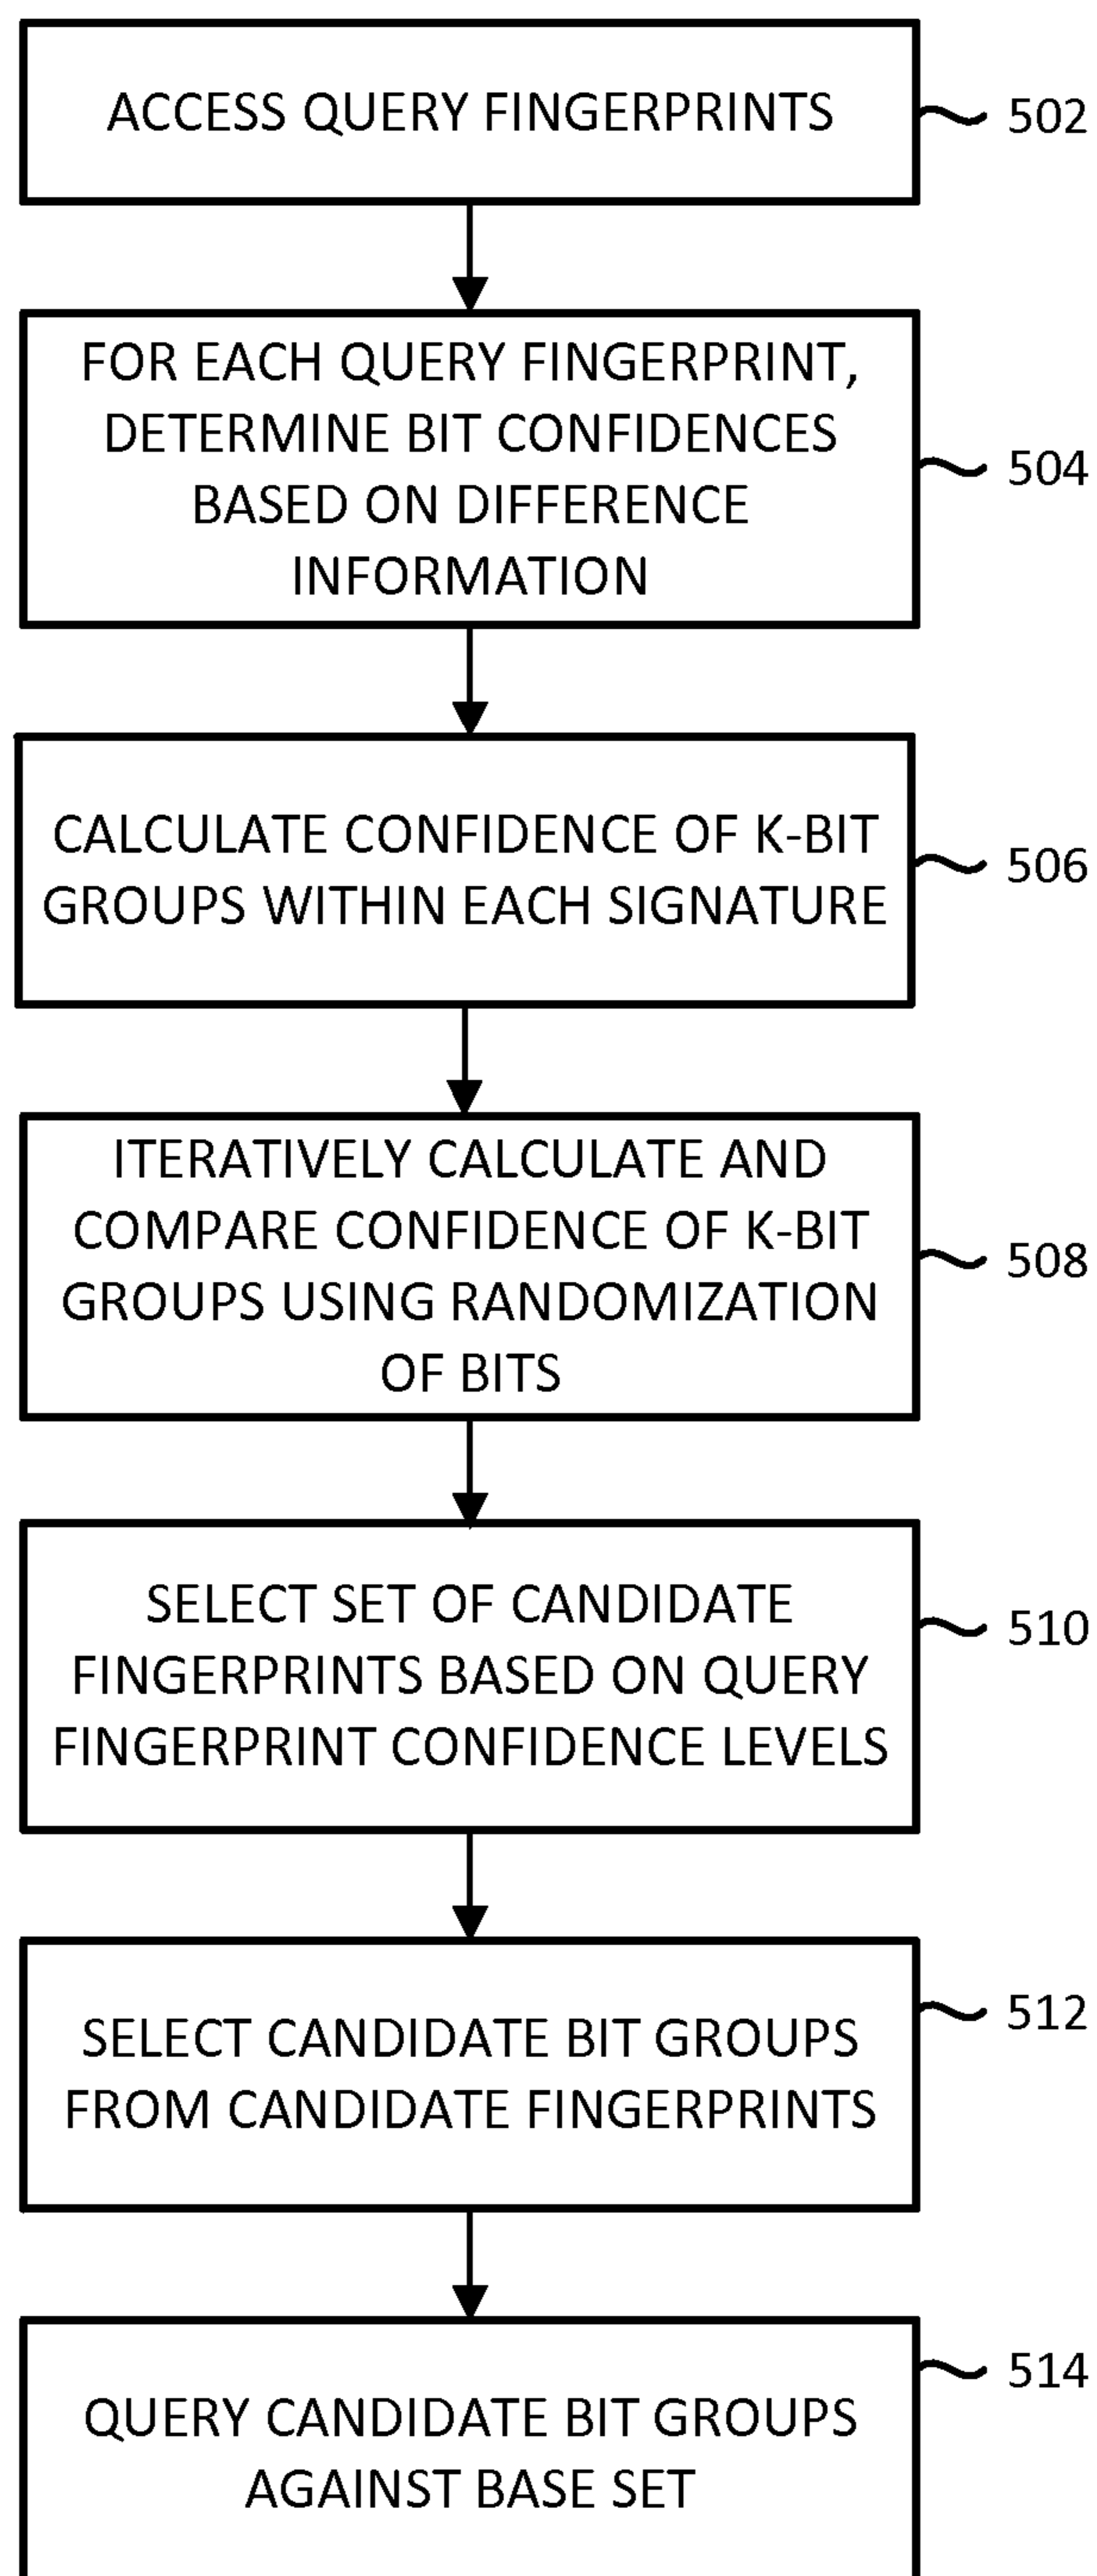 ACCESS QUERY FINGERPRINTS
502
FOR EACH QUERY FINGERPRINT,
DETERMINE BIT CONFIDENCES
BASED ON DIFFERENCE
INFORMATION
504
CALCULATE CONFIDENCE OF K-BIT
GROUPS WITHIN EACH SIGNATURE
506
ITERATIVELY CALCULATE AND
COMPARE CONFIDENCE OF K-BIT
GROUPS USING RANDOMIZATION
OF BITS
508
SELECT SET OF CANDIDATE
FINGERPRINTS BASED ON QUERY
FINGERPRINT CONFIDENCE LEVELS
510
SELECT CANDIDATE BIT GROUPS
FROM CANDIDATE FINGERPRINTS
512
QUERY CANDIDATE BIT GROUPS
AGAINST BASE SET
514